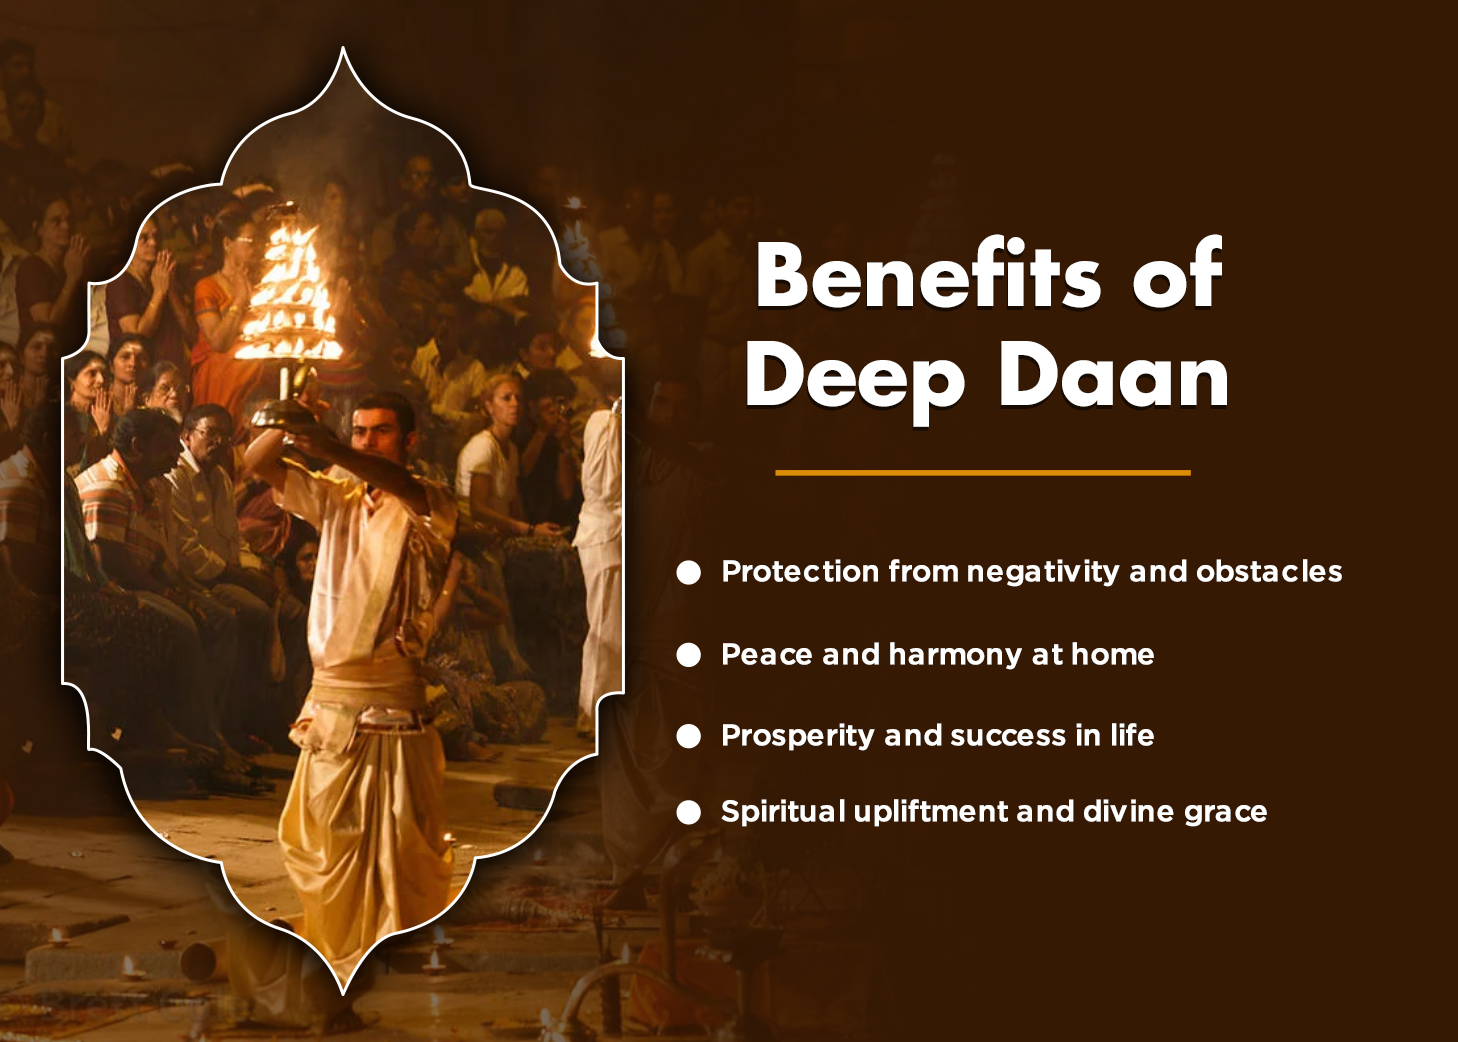 Benefits of
Deep Daan
Protection from negativity and obstacles
Peace and harmony at home
Prosperity and success in life
Spiritual upliftment and divine grace